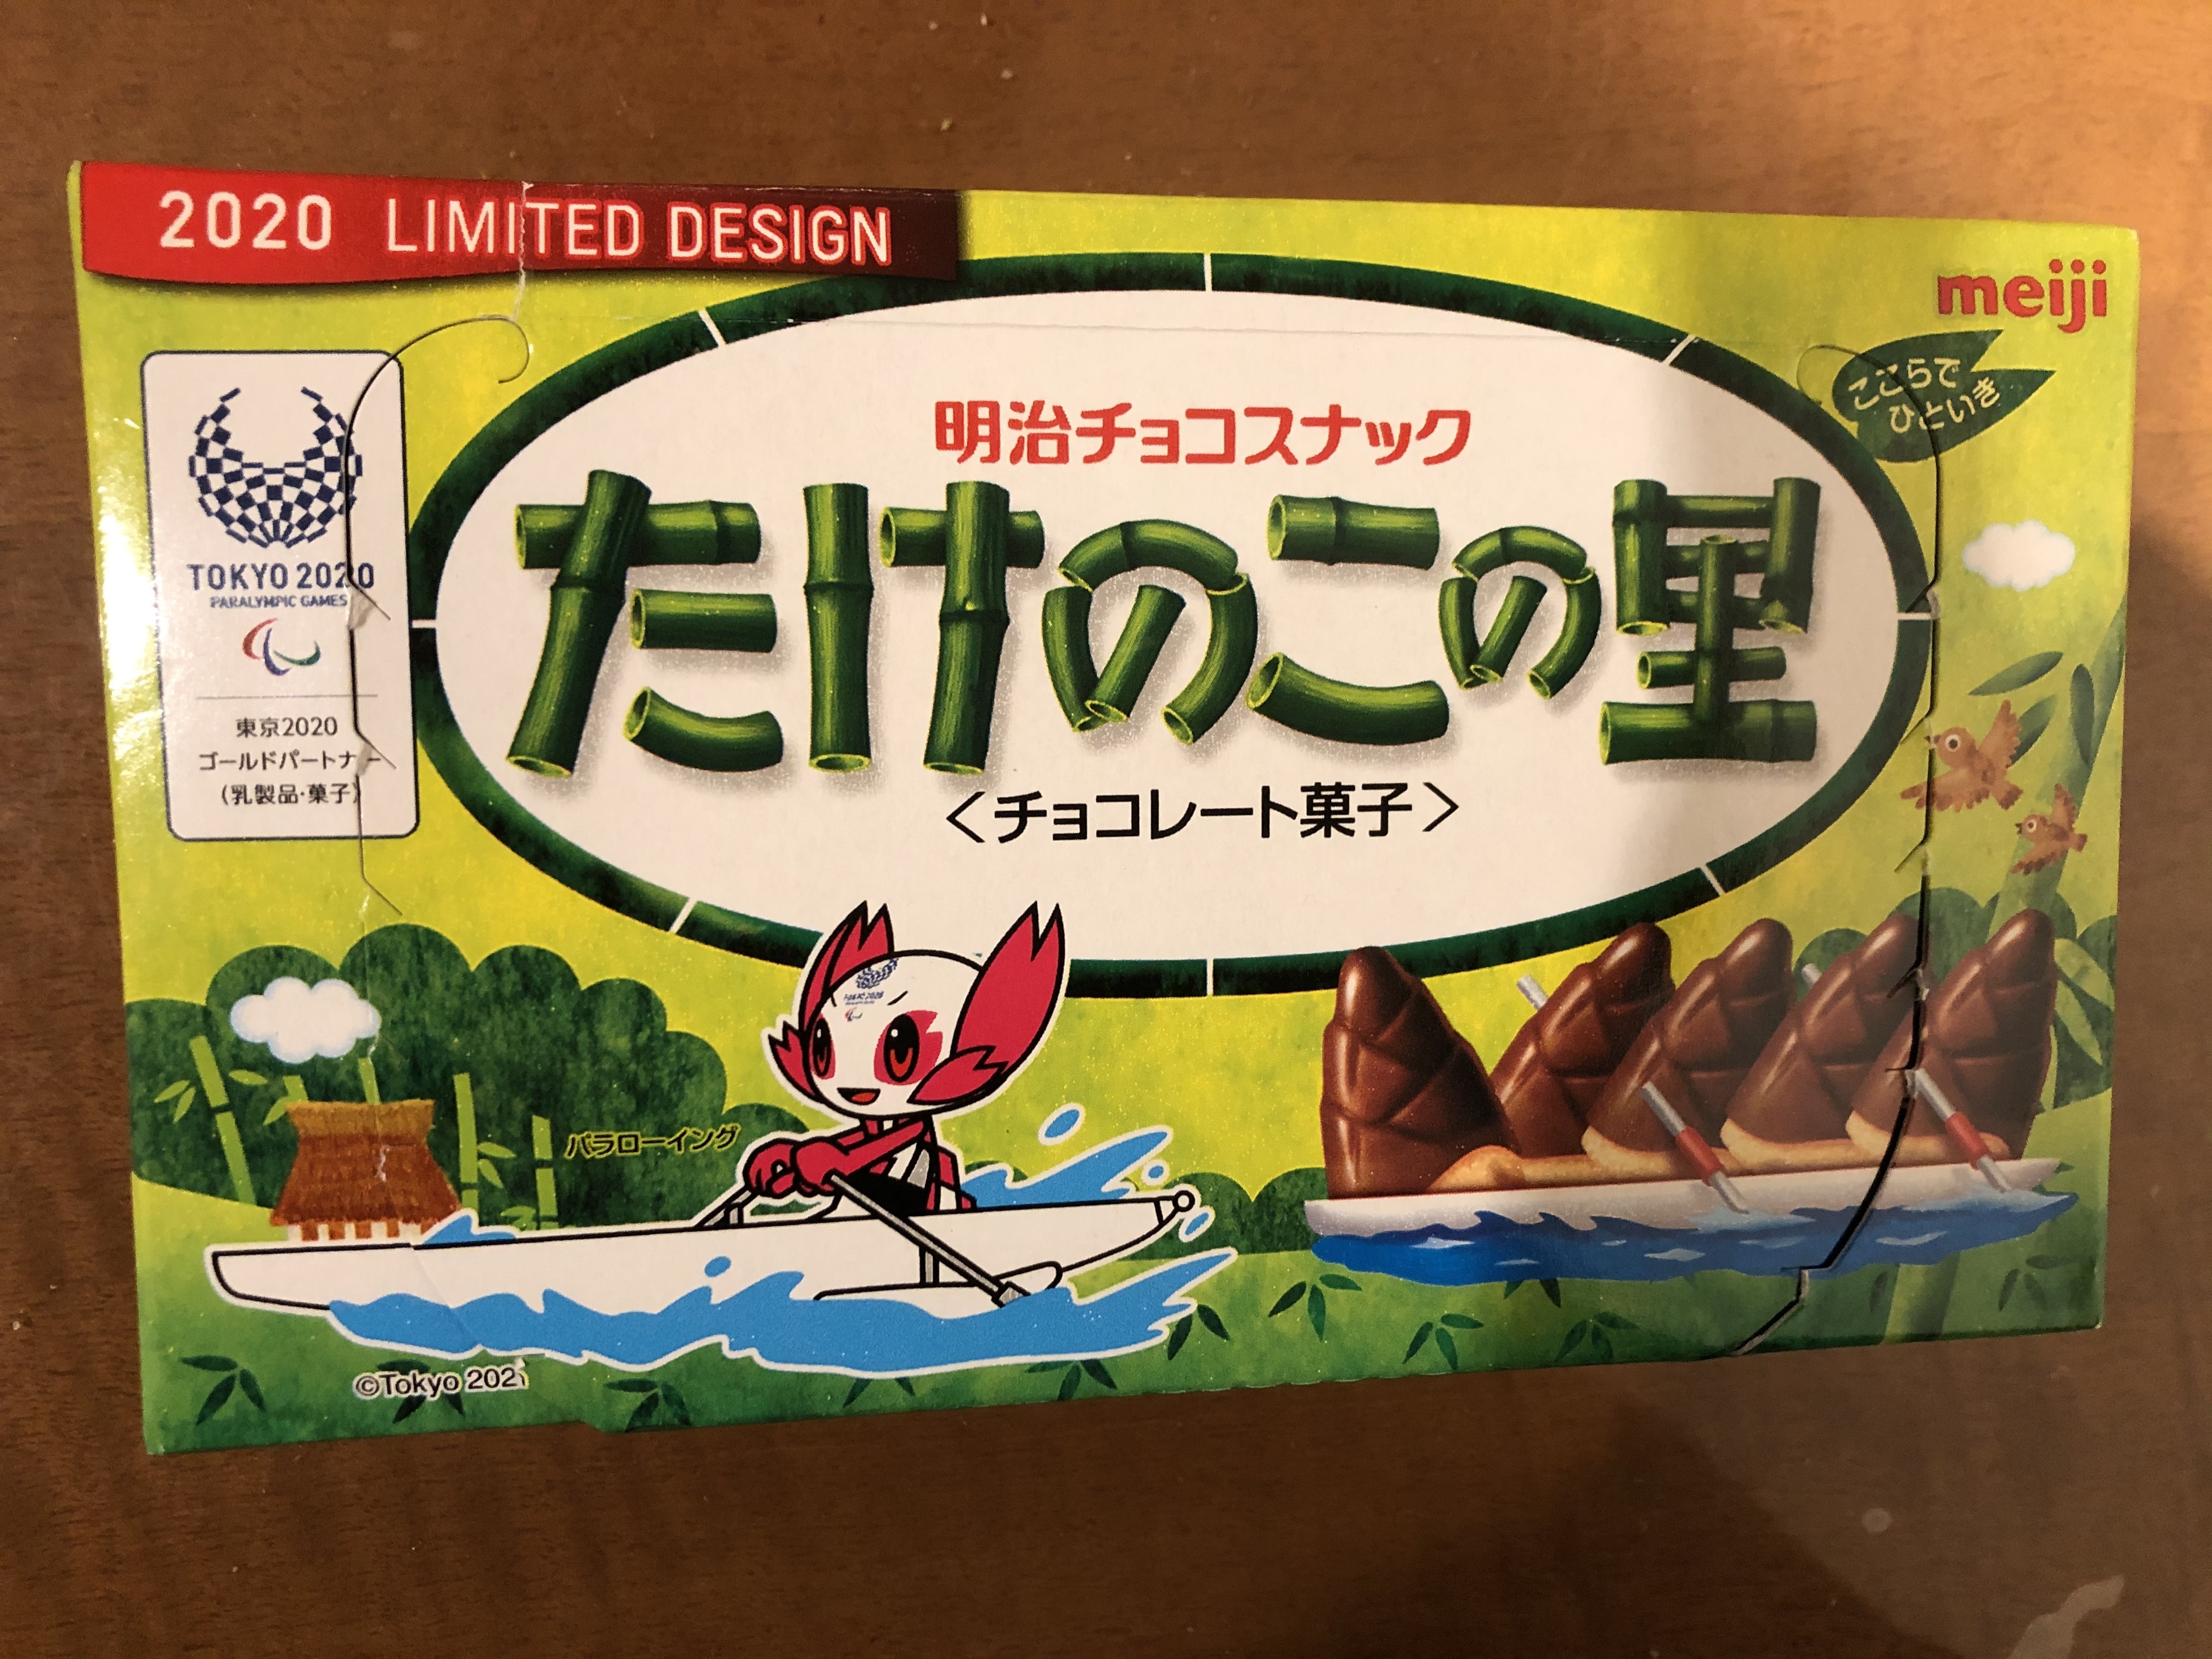 2020 LIMITED DESIGN
meiji
ここらで
ひといき
明治チョコスナック
たけのこの里
〈チョコレート菓子〉
TOKYO 2020
PARALYMPIC GAMES
東京2020
ゴールドパートナー
(乳製品・菓子)
TOKYO 2020
パラローイング
©Tokyo 202